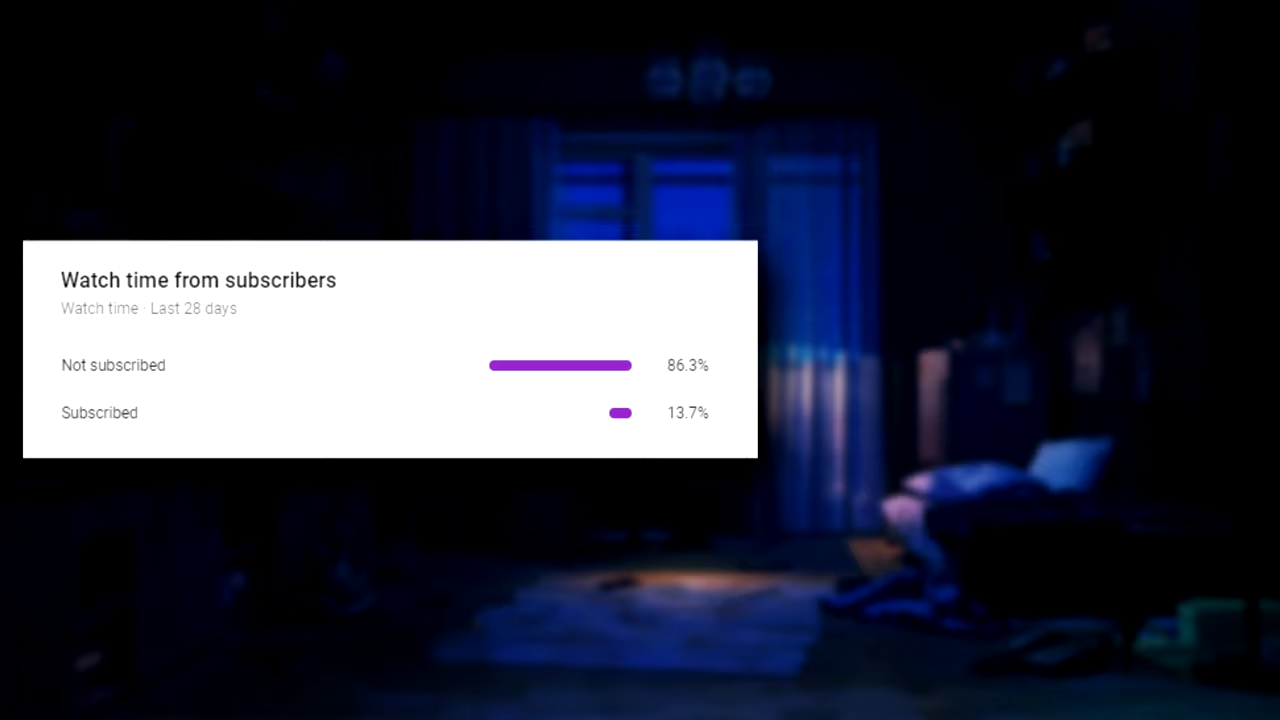 Watch time from subscribers
Watch time · Last 28 days
Not subscribed 86.3%
Subscribed 13.7%